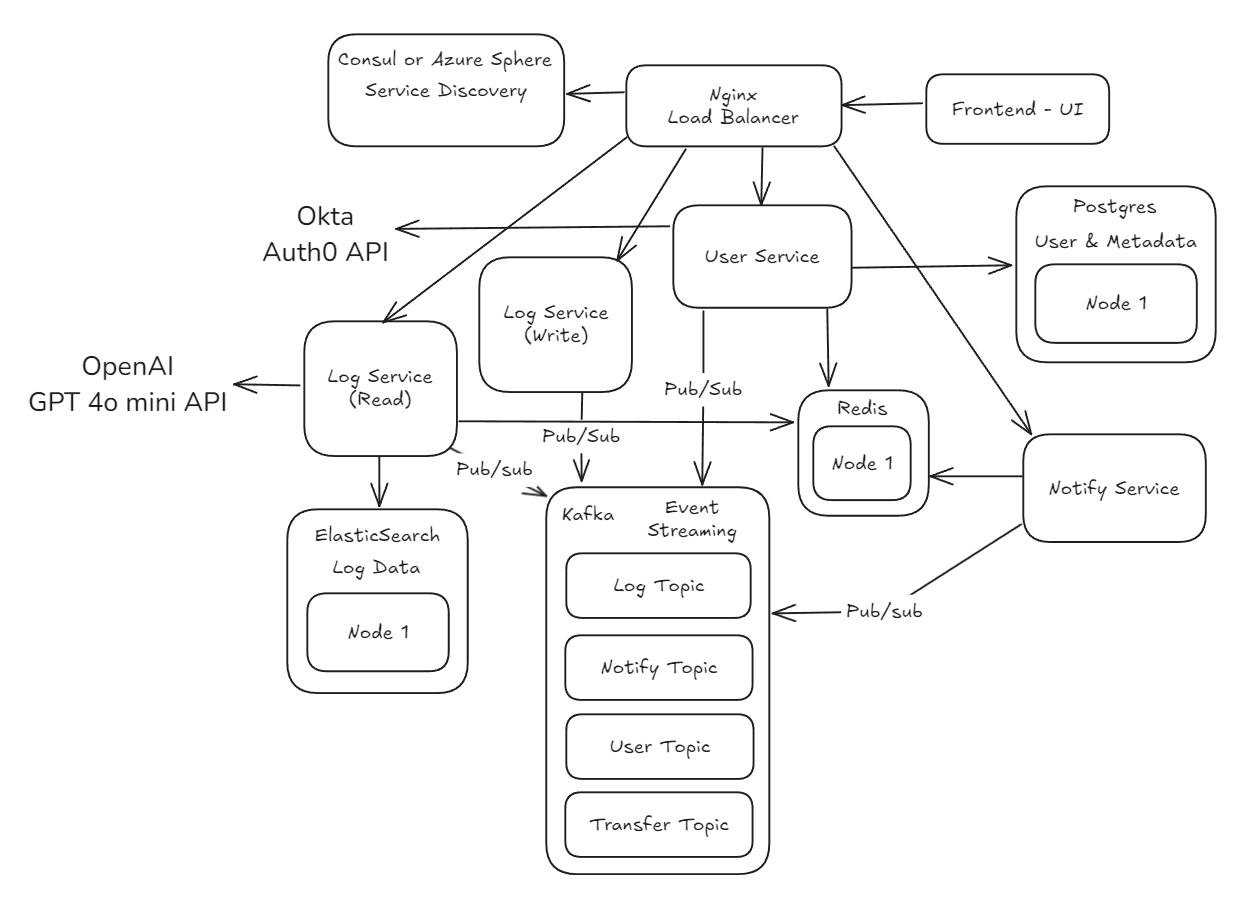 Consul or Azure Sphere
Service Discovery
Nginx
Load Balancer
Frontend - UI
Okta
Auth0 API
User Service
Postgres
User & Metadata
Node 1
Log Service
(Write)
OpenAI
GPT 4o mini API
Log Service
(Read)
Pub/Sub
Redis
Node 1
Pub/Sub
Pub/sub
Notify Service
ElasticSearch
Log Data
Node 1
Kafka
Event
Streaming
Log Topic
Notify Topic
User Topic
Transfer Topic
Pub/sub